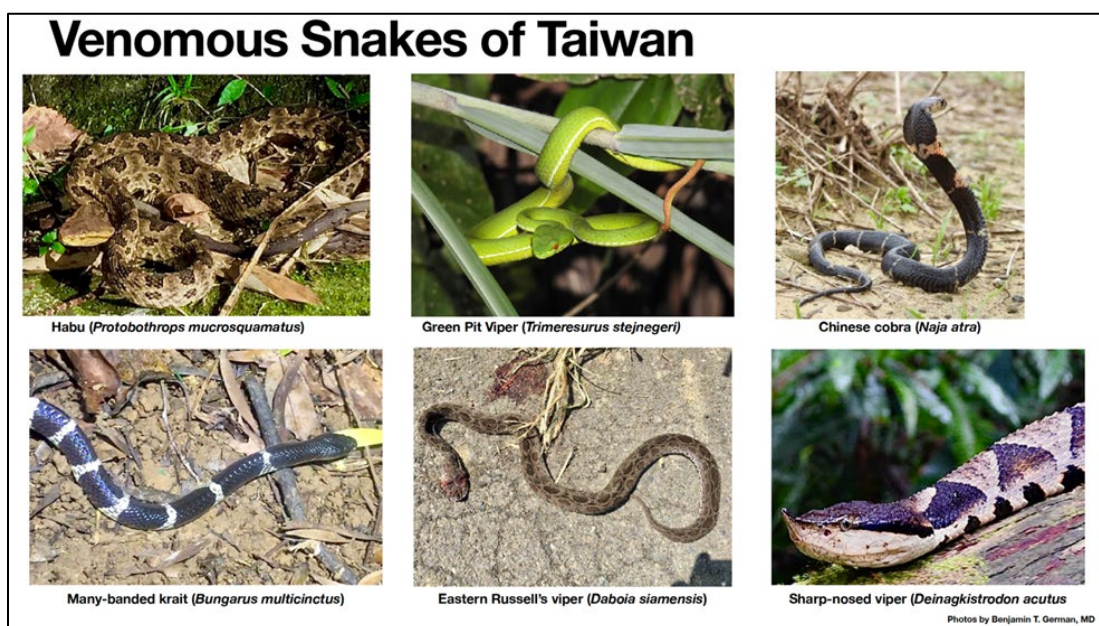 Venomous Snakes of Taiwan
Habu (Protobothrops mucrosquamatus)
Green Pit Viper (Trimeresurus stejnegeri)
Chinese cobra (Naja atra)
Many-banded krait (Bungarus multicinctus)
Eastern Russell’s viper (Daboia siamensis)
Sharp-nosed viper (Deinagkistrodon acutus
Photos by Benjamin T. German, MD